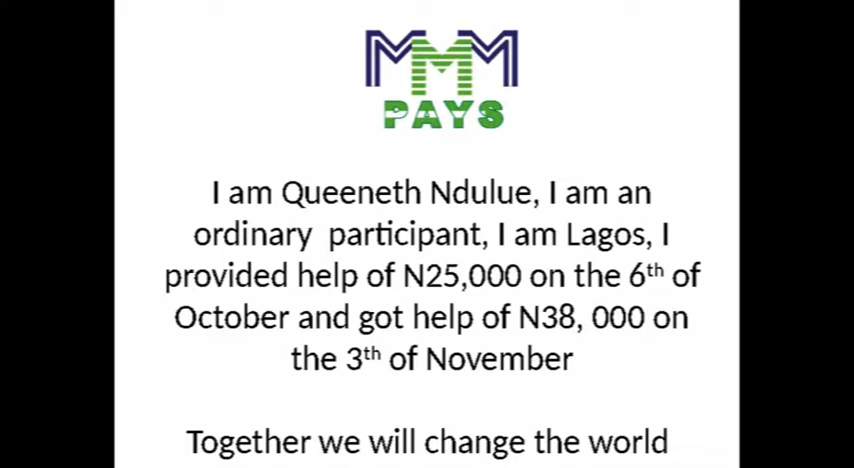 MMM
PAYS
I am Queeneth Ndulue, I am an
ordinary  participant, I am Lagos, I
provided help of N25,000 on the 6th of
October and got help of N38, 000 on
the 3th of November
Together we will change the world